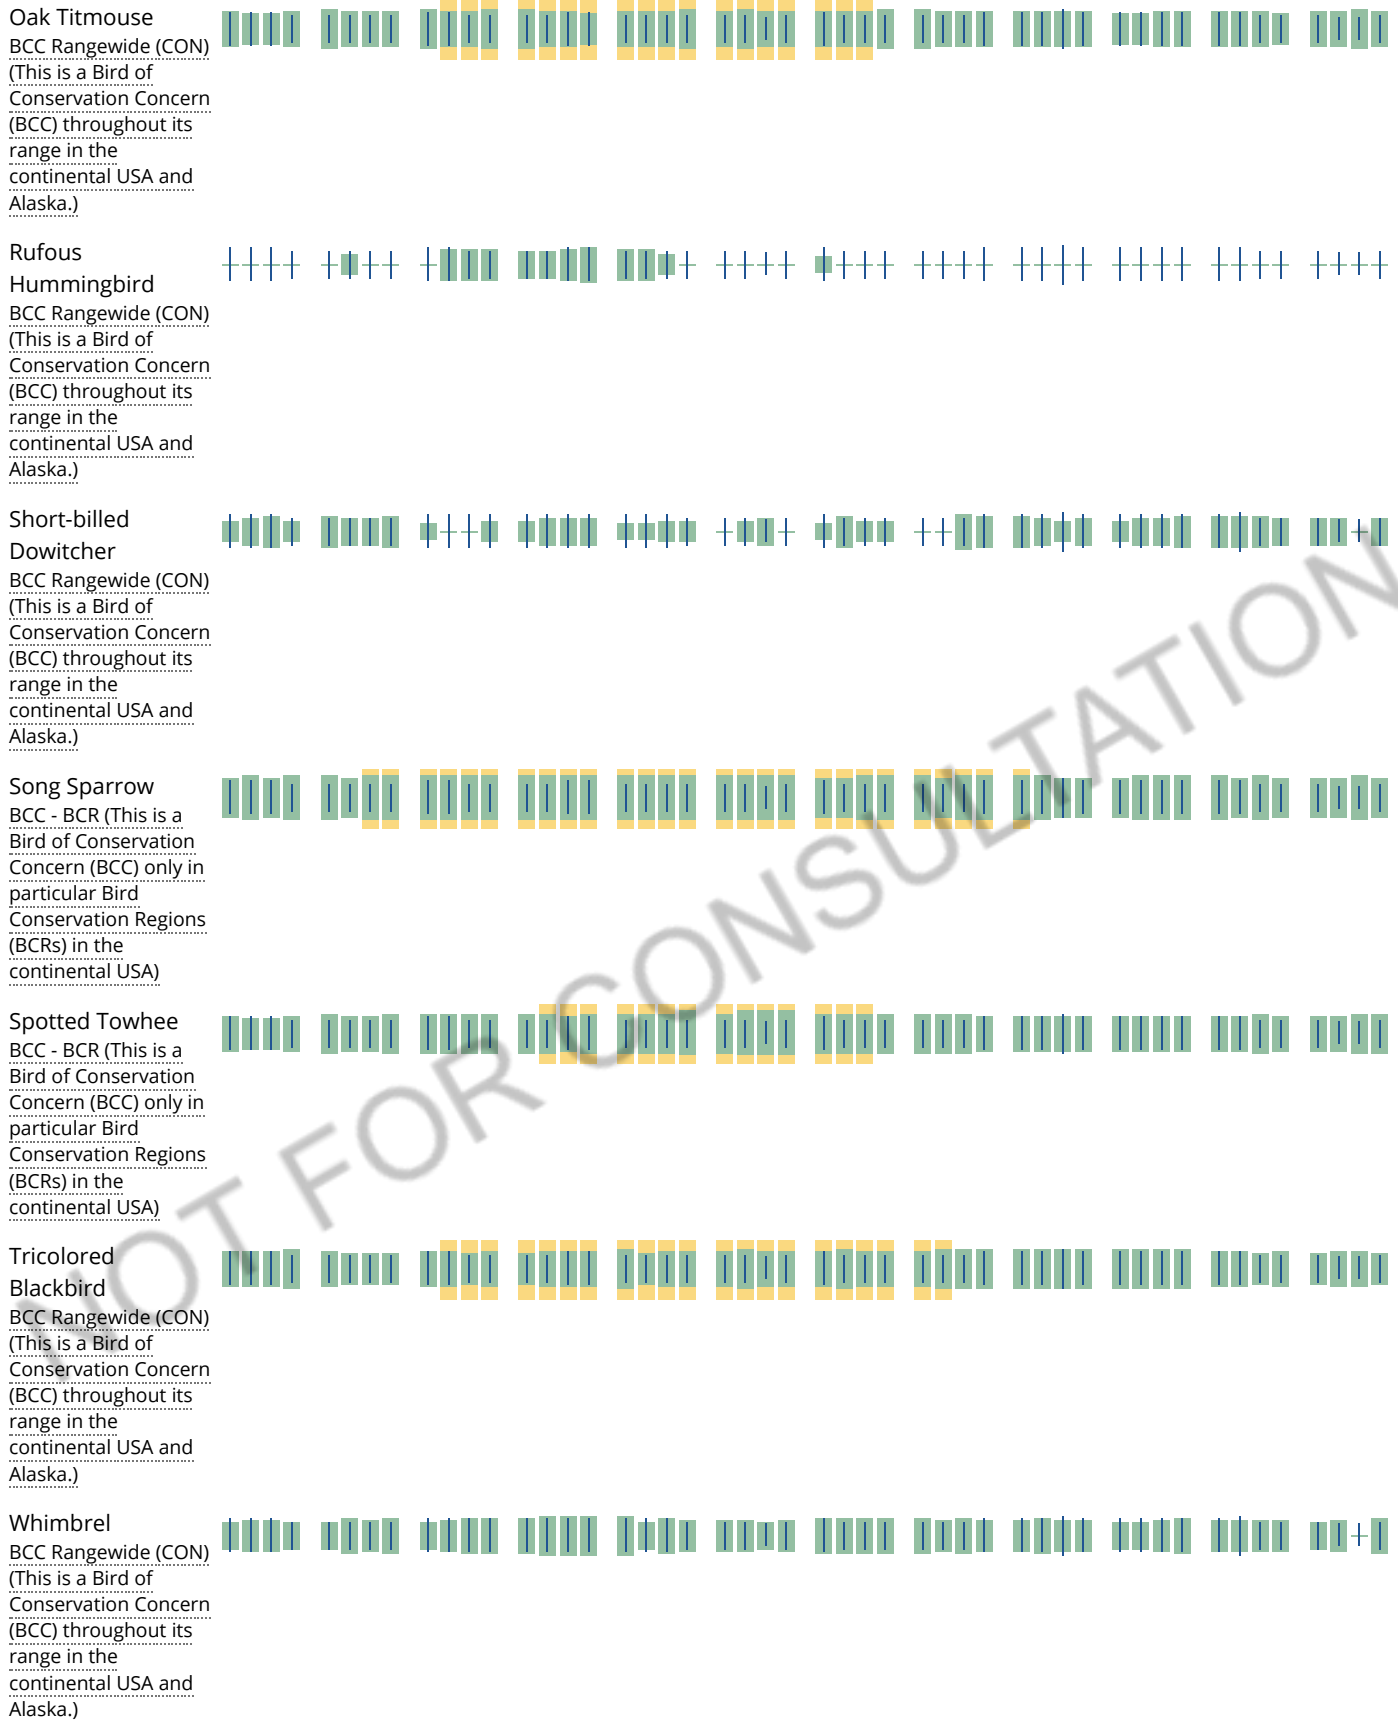 Oak Titmouse
BCC Rangewide (CON)
(This is a Bird of
Conservation Concern
(BCC) throughout its
range in the
continental USA and
Alaska.)
Rufous
Hummingbird
BCC Rangewide (CON)
(This is a Bird of
Conservation Concern
(BCC) throughout its
range in the
continental USA and
Alaska.)
Short-billed
Dowitcher
BCC Rangewide (CON)
(This is a Bird of
Conservation Concern
(BCC) throughout its
range in the
continental USA and
Alaska.)
Song Sparrow
BCC - BCR (This is a
Bird of Conservation
Concern (BCC) only in
particular Bird
Conservation Regions
(BCRs) in the
continental USA)
Spotted Towhee
BCC - BCR (This is a
Bird of Conservation
Concern (BCC) only in
particular Bird
Conservation Regions
(BCRs) in the
continental USA)
Tricolored
Blackbird
BCC Rangewide (CON)
(This is a Bird of
Conservation Concern
(BCC) throughout its
range in the
continental USA and
Alaska.)
Whimbrel
BCC Rangewide (CON)
(This is a Bird of
Conservation Concern
(BCC) throughout its
range in the
continental USA and
Alaska.)
NOT FOR CONSULTATION